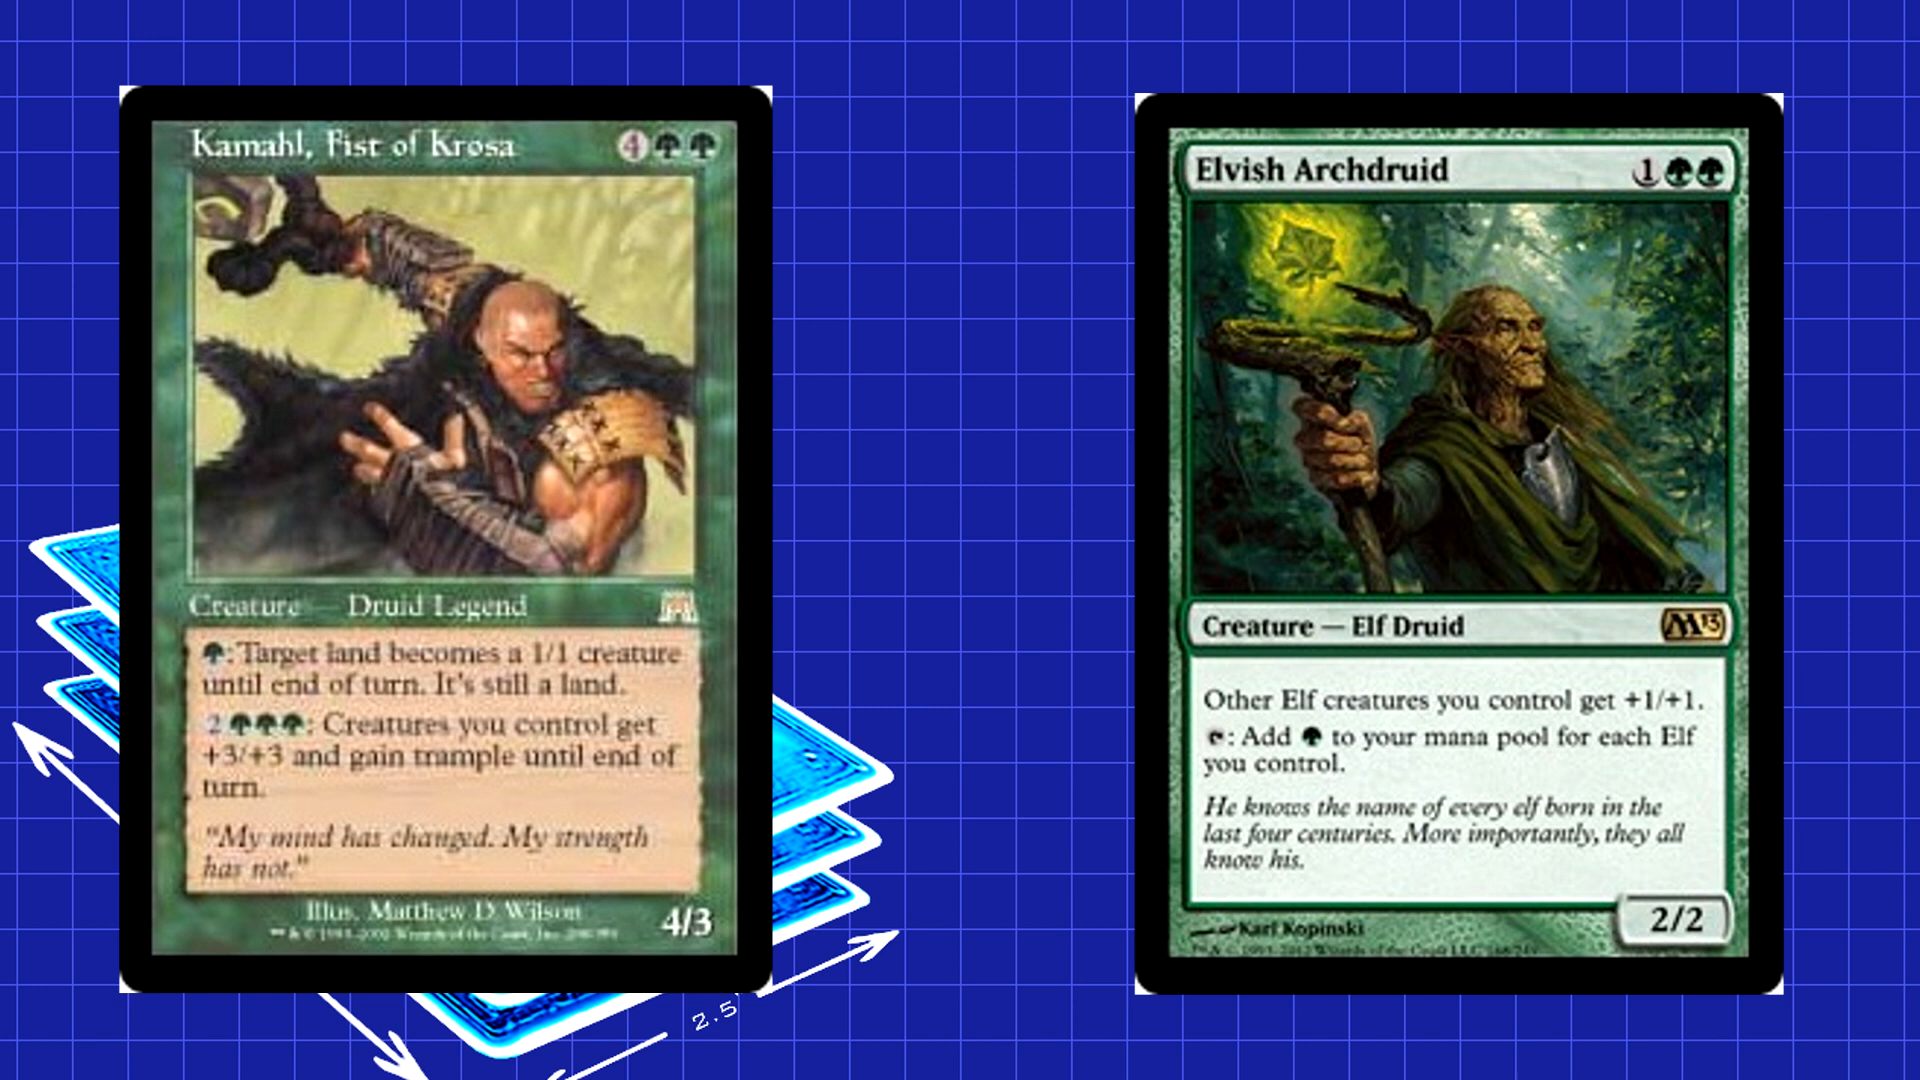 Kamahl, Fist of Krosa 4
Creature — Druid Legend
: Target land becomes a 1/1 creature
until end of turn. It's still a land.
2 : Creatures you control get
+3/+3 and gain trample until end of
turn.
"My mind has changed. My strength
has not."
Illus. Matthew D Wilson
4/3
2.5
Elvish Archdruid 1
Creature — Elf Druid M13
Other Elf creatures you control get +1/+1.
: Add to your mana pool for each Elf
you control.
He knows the name of every elf born in the
last four centuries. More importantly, they all
know his.
2/2
Karl Kopinski